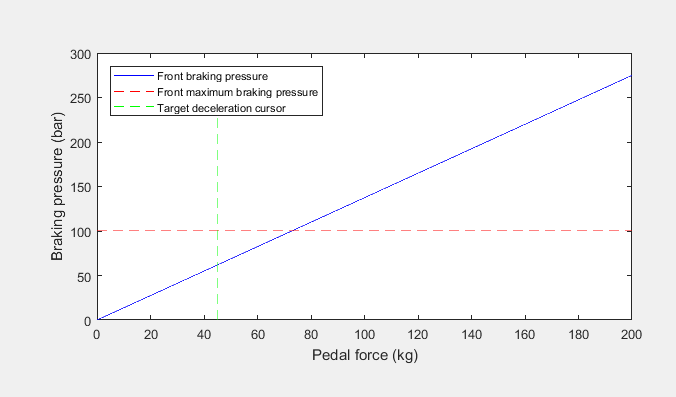 300
250
200
150
100
50
0
Braking pressure (bar)
Front braking pressure
Front maximum braking pressure
Target deceleration cursor
0 20 40 60 80 100 120 140 160 180 200
Pedal force (kg)